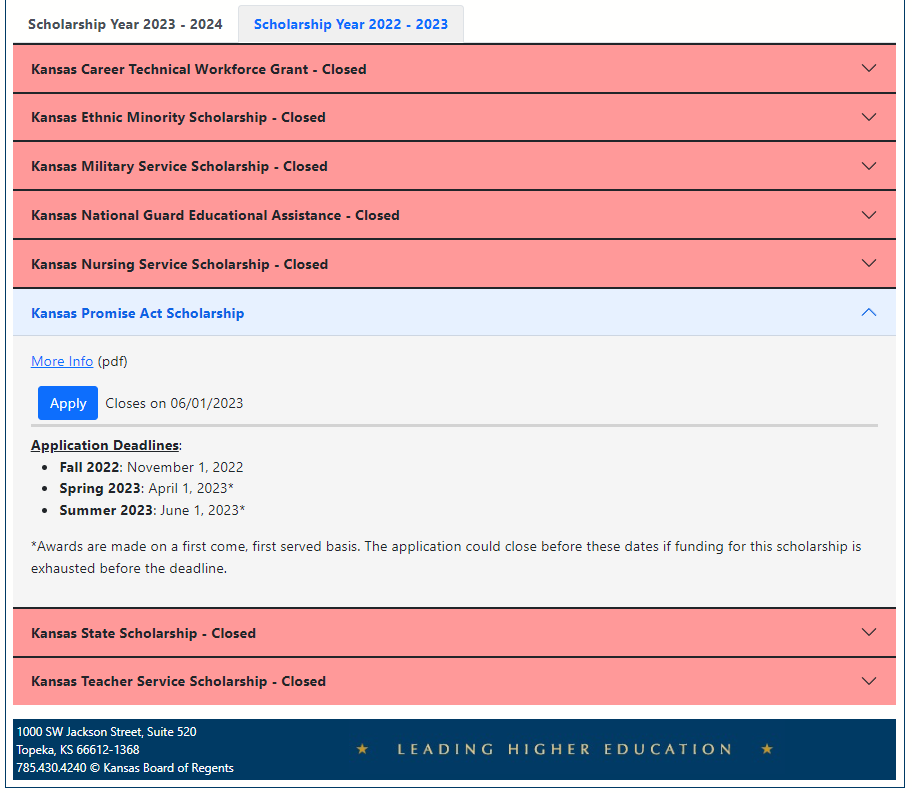 Scholarship Year 2023 - 2024
Scholarship Year 2022 - 2023
Kansas Career Technical Workforce Grant - Closed
Kansas Ethnic Minority Scholarship - Closed
Kansas Military Service Scholarship - Closed
Kansas National Guard Educational Assistance - Closed
Kansas Nursing Service Scholarship - Closed
Kansas Promise Act Scholarship
More Info (pdf)
Apply Closes on 06/01/2023
Application Deadlines:
• Fall 2022: November 1, 2022
• Spring 2023: April 1, 2023*
• Summer 2023: June 1, 2023*
*Awards are made on a first come, first served basis. The application could close before these dates if funding for this scholarship is
exhausted before the deadline.
Kansas State Scholarship - Closed
Kansas Teacher Service Scholarship - Closed
1000 SW Jackson Street, Suite 520
Topeka, KS 66612-1368
785.430.4240 © Kansas Board of Regents
★ LEADING HIGHER EDUCATION ★